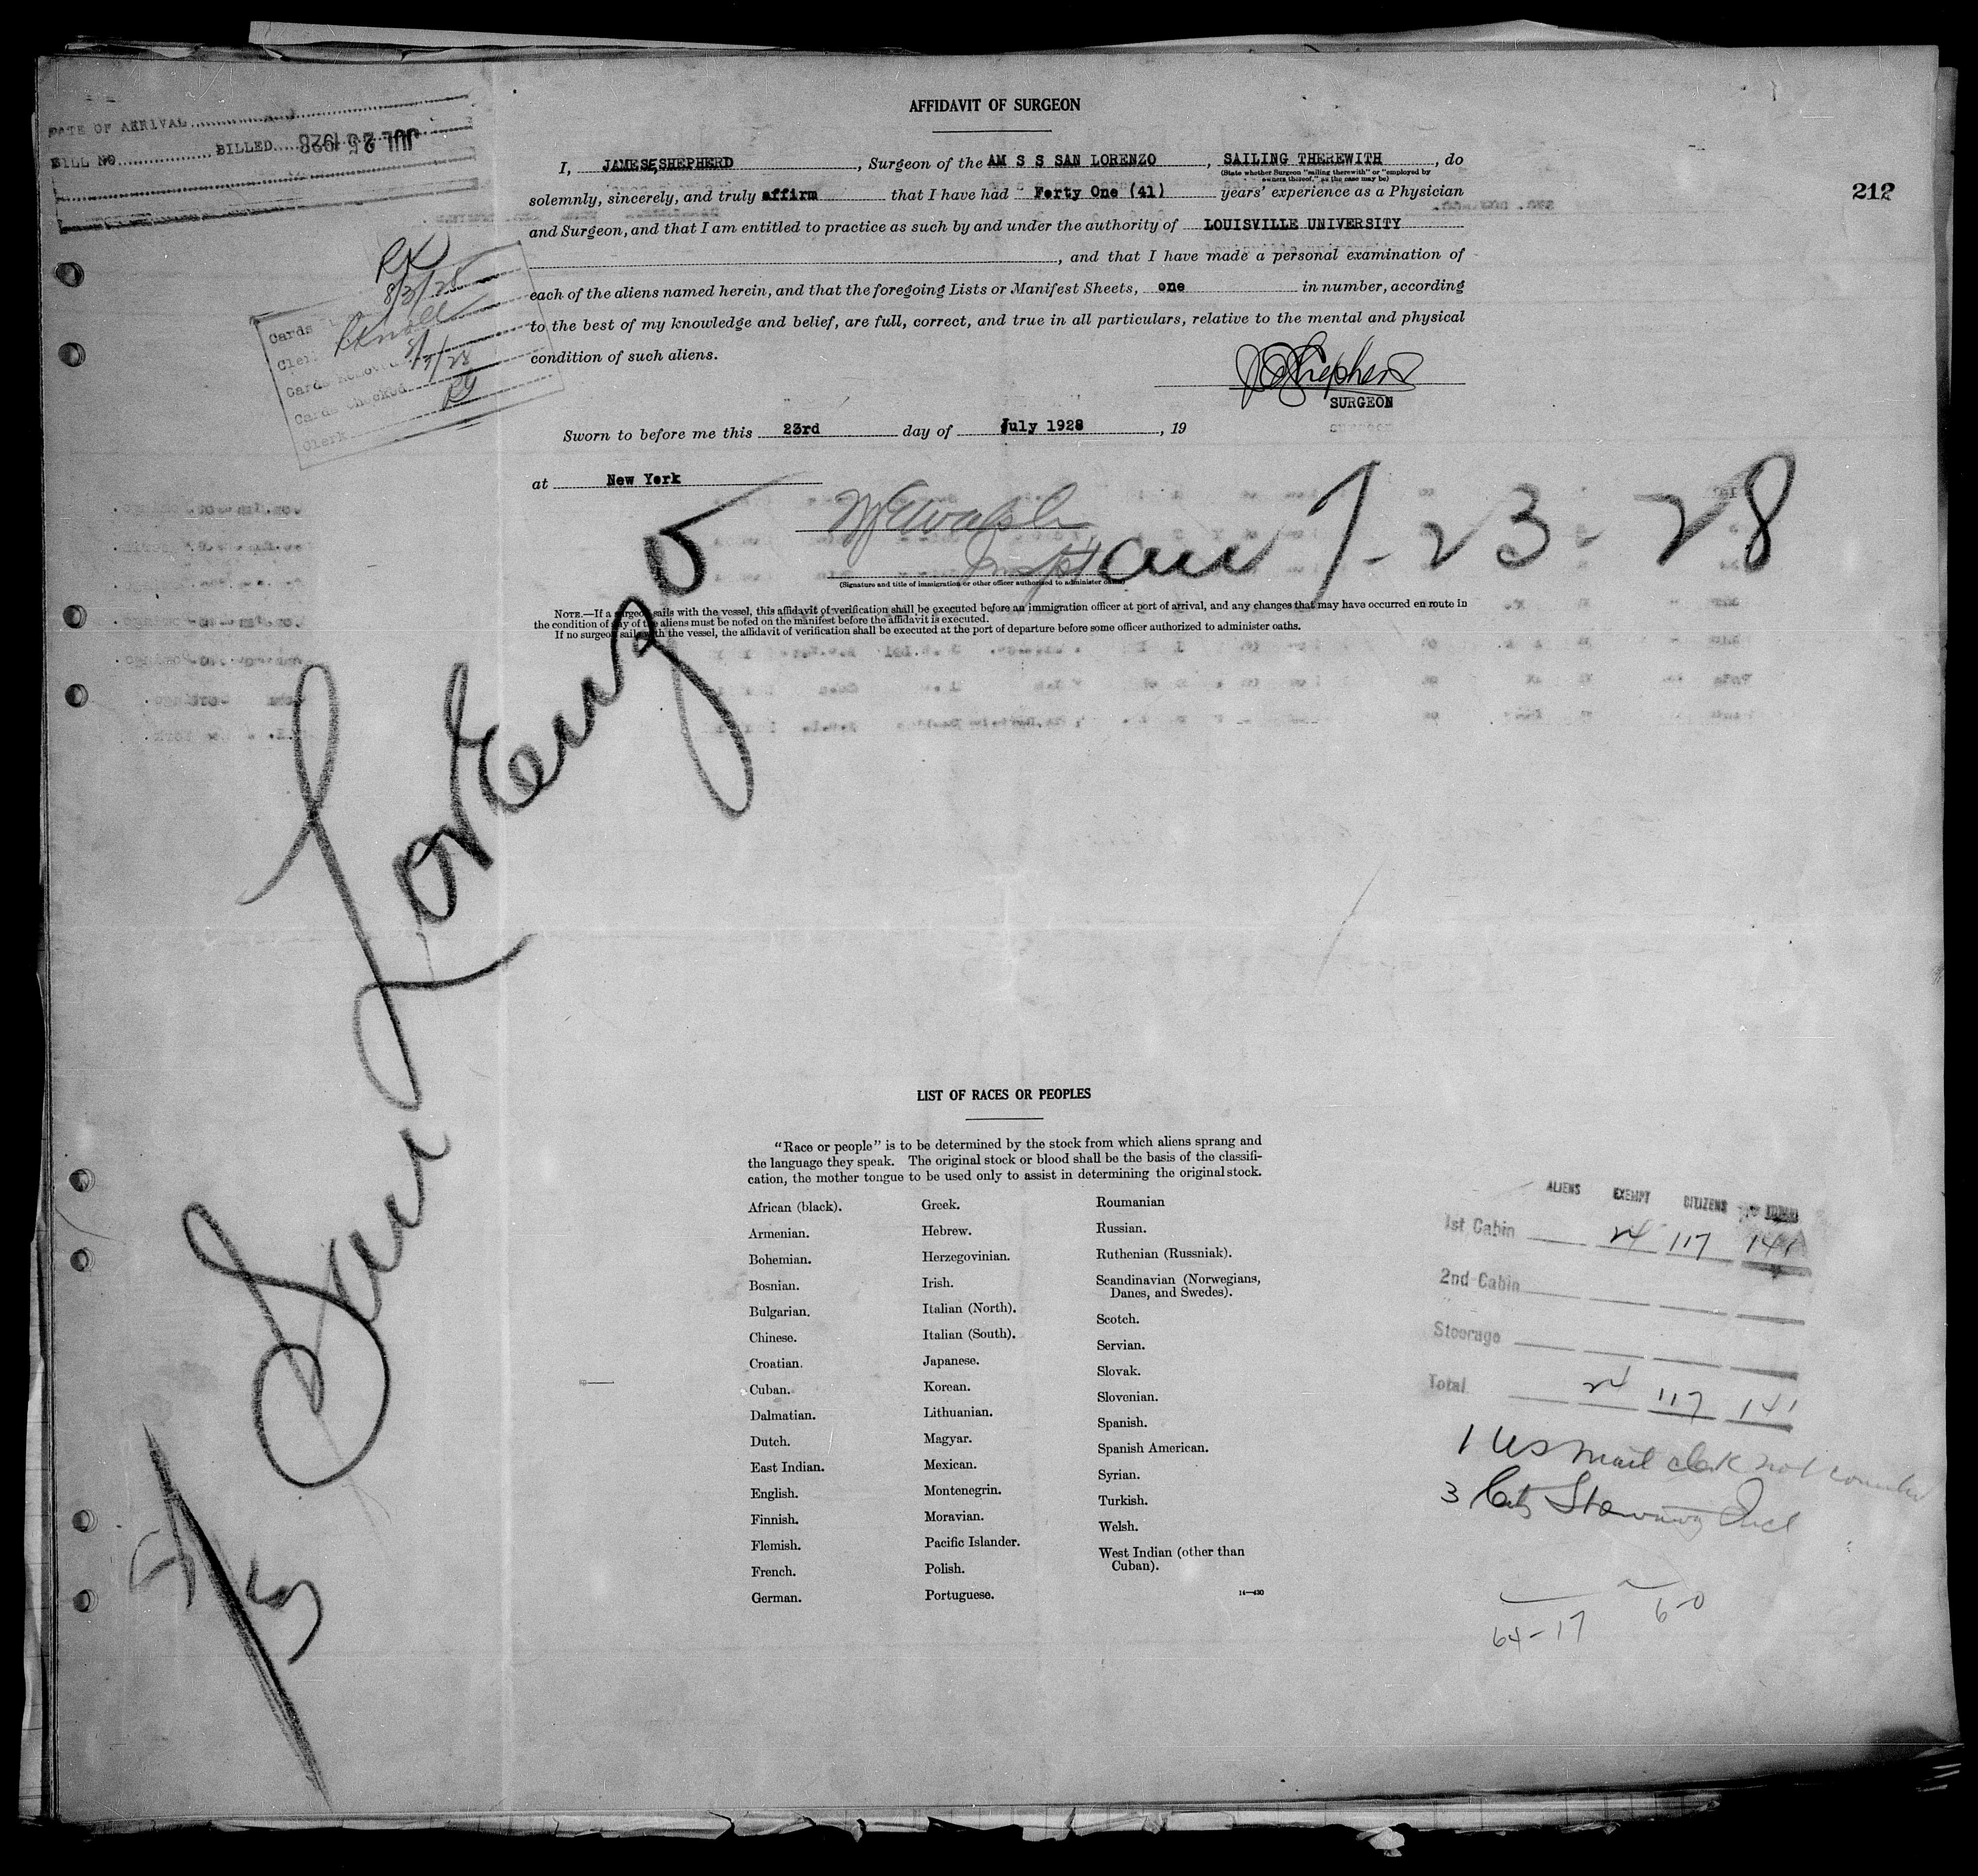 AFFIDAVIT OF SURGEON
DATE OF ARRIVAL
BILL NO. BILLED JUL 25 1928
I, JAMES SHEPHERD, Surgeon of the AM S S SAN LORENZO, SAILING THEREWITH, do
(State whether Surgeon "sailing therewith" or "employed by
owners thereof," as the case may be)
solemnly, sincerely, and truly affirm that I have had Forty One (41) years' experience as a Physician
212
and Surgeon, and that I am entitled to practice as such by and under the authority of LOUISVILLE UNIVERSITY
, and that I have made a personal examination of
each of the aliens named herein, and that the foregoing Lists or Manifest Sheets, one in number, according
to the best of my knowledge and belief, are full, correct, and true in all particulars, relative to the mental and physical
condition of such aliens.
Cards
Clerk
Cards Removed
Cards Checked
Clerk
SURGEON
Sworn to before me this 23rd day of July 1928, 19
at New York
arr 7-23-28
(Signature and title of immigration or other officer authorized to administer oaths)
NOTE.—If a surgeon sails with the vessel, this affidavit of verification shall be executed before an immigration officer at port of arrival, and any changes that may have occurred en route in
the condition of any of the aliens must be noted on the manifest before the affidavit is executed.
If no surgeon sails with the vessel, the affidavit of verification shall be executed at the port of departure before some officer authorized to administer oaths.
San Lorenzo
LIST OF RACES OR PEOPLES
"Race or people" is to be determined by the stock from which aliens sprang and
the language they speak. The original stock or blood shall be the basis of the classifi-
cation, the mother tongue to be used only to assist in determining the original stock.
African (black).
Armenian.
Bohemian.
Bosnian.
Bulgarian.
Chinese.
Croatian.
Cuban.
Dalmatian.
Dutch.
East Indian.
English.
Finnish.
Flemish.
French.
German.
Greek.
Hebrew.
Herzegovinian.
Irish.
Italian (North).
Italian (South).
Japanese.
Korean.
Lithuanian.
Magyar.
Mexican.
Montenegrin.
Moravian.
Pacific Islander.
Polish.
Portuguese.
Roumanian
Russian.
Ruthenian (Russniak).
Scandinavian (Norwegians,
Danes, and Swedes).
Scotch.
Servian.
Slovak.
Slovenian.
Spanish.
Spanish American.
Syrian.
Turkish.
Welsh.
West Indian (other than
Cuban).
14—430
ALIENS EXEMPT CITIZENS
1st Cabin 24 117 141
2nd Cabin
Steerage
Total 24 117 141
1 US Mail clerk not counted
3 Stowaway Incl
64-17
6-0